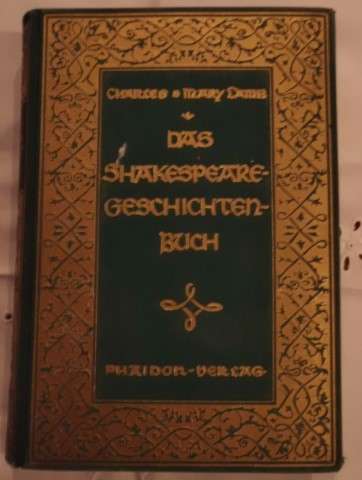 CHARLES & MARY LAMB
DAS
SHAKESPEARE-
GESCHICHTEN-
BUCH
PHAIDON-VERLAG